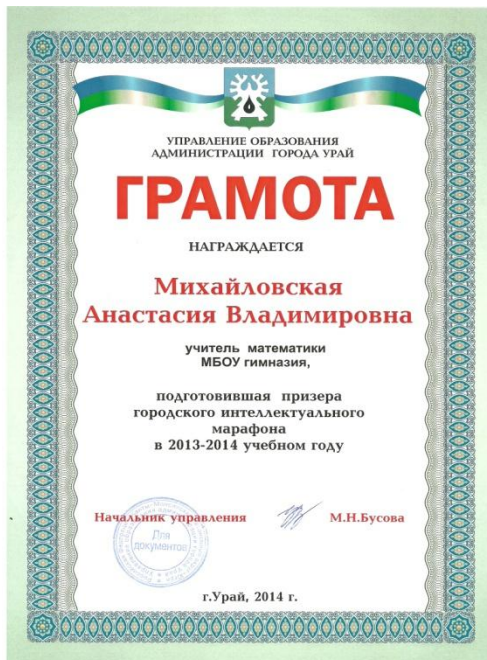 УПРАВЛЕНИЕ ОБРАЗОВАНИЯ
АДМИНИСТРАЦИИ ГОРОДА УРАЙ
ГРАМОТА
НАГРАЖДАЕТСЯ
Михайловская
Анастасия Владимировна
учитель математики
МБОУ гимназия,
подготовившая призера
городского интеллектуального
марафона
в 2013-2014 учебном году
Начальник управления М.Н.Бусова
Для
документов
г.Урай, 2014 г.